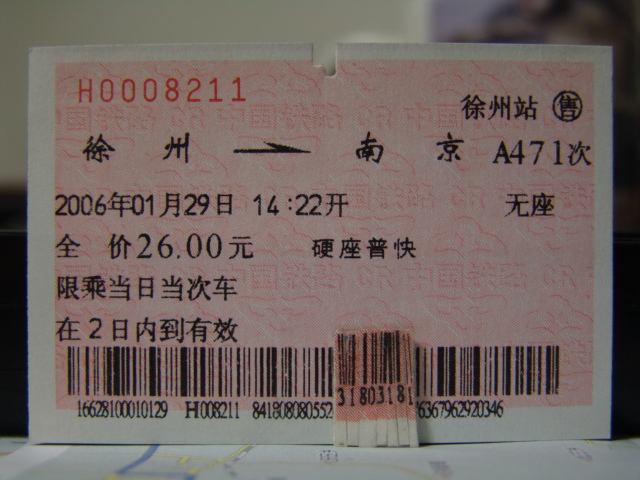 H0008211
徐州站 售
徐 州 南 京 A471次
2006年01月29日 14:22开 无座
全 价26.00元 硬座普快
限乘当日当次车
在2日内到有效
16628100010129 H008211 841808080552 31803181 6367962920346